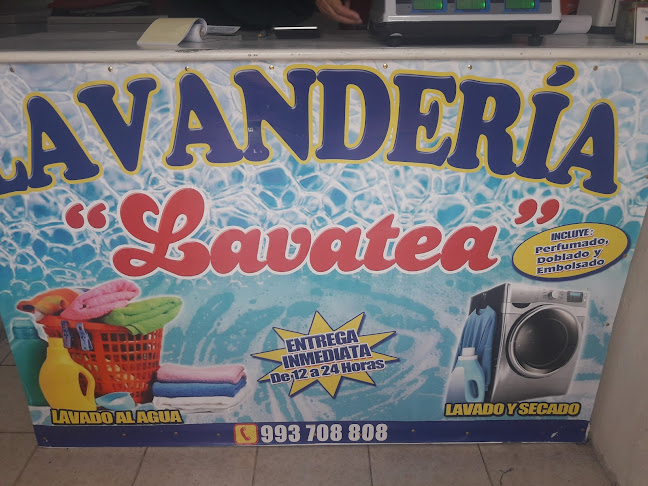 LAVANDERÍA
"Lavatea"
INCLUYE:
Perfumado,
Doblado y
Embolsado
ENTREGA
INMEDIATA
De 12 a 24 Horas
LAVADO AL AGUA
LAVADO Y SECADO
993 708 808